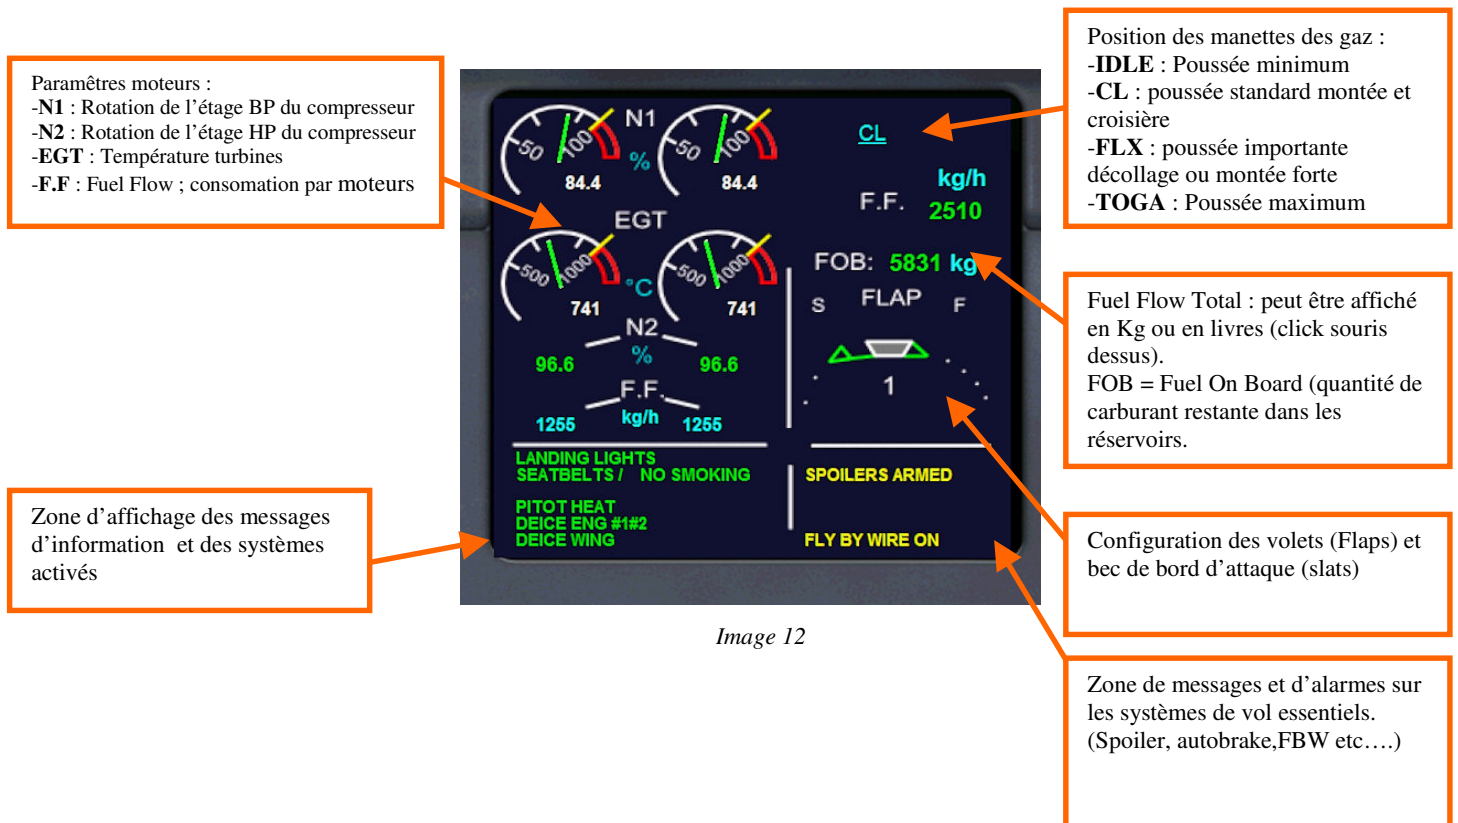 Paramêtres moteurs :
-N1 : Rotation de l’étage BP du compresseur
-N2 : Rotation de l’étage HP du compresseur
-EGT : Température turbines
-F.F : Fuel Flow ; consomation par moteurs
Position des manettes des gaz :
-IDLE : Poussée minimum
-CL : poussée standard montée et
croisière
-FLX : poussée importante
décollage ou montée forte
-TOGA : Poussée maximum
N1
50 100 % 50 100
84.4 84.4
CL
kg/h
F.F. 2510
EGT
500 1000 °C 500 1000
741 741
FOB: 5831 kg
S FLAP F
1
N2
96.6 % 96.6
F.F.
1255 kg/h 1255
LANDING LIGHTS
SEATBELTS / NO SMOKING
PITOT HEAT
DEICE ENG #1#2
DEICE WING
SPOILERS ARMED
FLY BY WIRE ON
Fuel Flow Total : peut être affiché
en Kg ou en livres (click souris
dessus).
FOB = Fuel On Board (quantité de
carburant restante dans les
réservoirs.
Zone d’affichage des messages
d’information et des systèmes
activés
Configuration des volets (Flaps) et
bec de bord d’attaque (slats)
Image 12
Zone de messages et d’alarmes sur
les systèmes de vol essentiels.
(Spoiler, autobrake,FBW etc….)